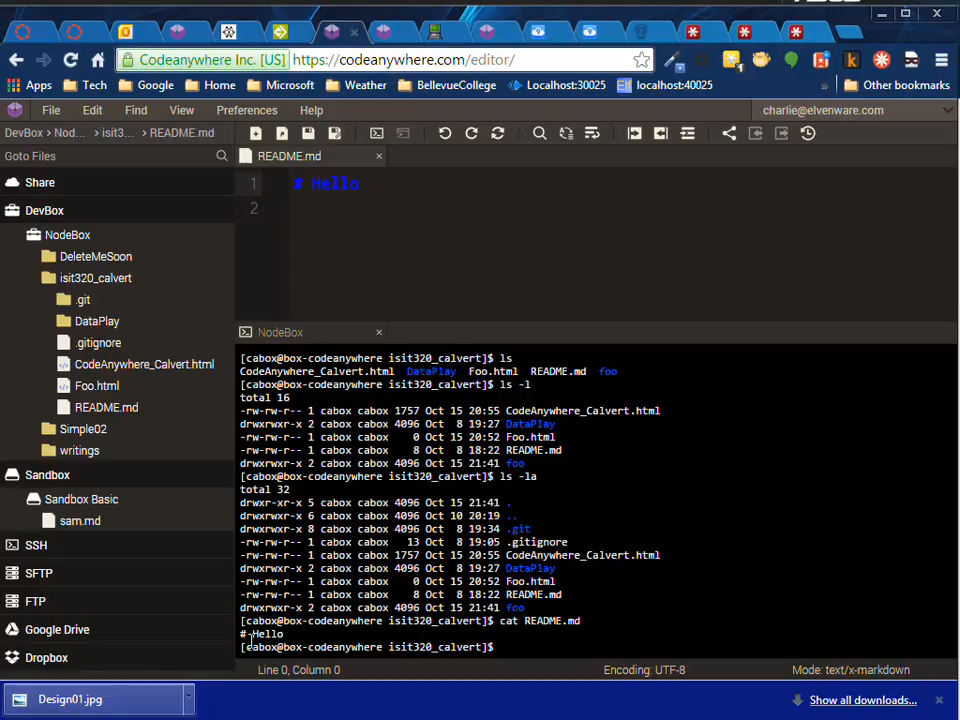 Codeanywhere Inc. [US] https://codeanywhere.com/editor/
Apps Tech Google Home Microsoft Weather BellevueCollege Localhost:30025 localhost:40025 » Other bookmarks
File Edit Find View Preferences Help charlie@elvenware.com
DevBox > Nod... > isit3... > README.md
Goto Files
README.md ×
Share
DevBox
NodeBox
DeleteMeSoon
isit320_calvert
.git
DataPlay
.gitignore
CodeAnywhere_Calvert.html
Foo.html
README.md
Simple02
writings
Sandbox
Sandbox Basic
sam.md
SSH
SFTP
FTP
Google Drive
Dropbox
1 # Hello
2
NodeBox ×
[cabox@box-codeanywhere isit320_calvert]$ ls
CodeAnywhere_Calvert.html DataPlay Foo.html README.md foo
[cabox@box-codeanywhere isit320_calvert]$ ls -l
total 16
-rw-rw-r-- 1 cabox cabox 1757 Oct 15 20:55 CodeAnywhere_Calvert.html
drwxrwxr-x 2 cabox cabox 4096 Oct 8 19:27 DataPlay
-rw-rw-r-- 1 cabox cabox 0 Oct 15 20:52 Foo.html
-rw-rw-r-- 1 cabox cabox 8 Oct 8 18:22 README.md
drwxrwxr-x 2 cabox cabox 4096 Oct 15 21:41 foo
[cabox@box-codeanywhere isit320_calvert]$ ls -la
total 32
drwxr-xr-x 5 cabox cabox 4096 Oct 15 21:41 .
drwxrwxr-x 6 cabox cabox 4096 Oct 10 20:19 ..
drwxrwxr-x 8 cabox cabox 4096 Oct 8 19:34 .git
-rw-rw-r-- 1 cabox cabox 13 Oct 8 19:05 .gitignore
-rw-rw-r-- 1 cabox cabox 1757 Oct 15 20:55 CodeAnywhere_Calvert.html
drwxrwxr-x 2 cabox cabox 4096 Oct 8 19:27 DataPlay
-rw-rw-r-- 1 cabox cabox 0 Oct 15 20:52 Foo.html
-rw-rw-r-- 1 cabox cabox 8 Oct 8 18:22 README.md
drwxrwxr-x 2 cabox cabox 4096 Oct 15 21:41 foo
[cabox@box-codeanywhere isit320_calvert]$ cat README.md
# Hello
[cabox@box-codeanywhere isit320_calvert]$
Line 0, Column 0 Encoding: UTF-8 Mode: text/x-markdown
Design01.jpg Show all downloads... ×